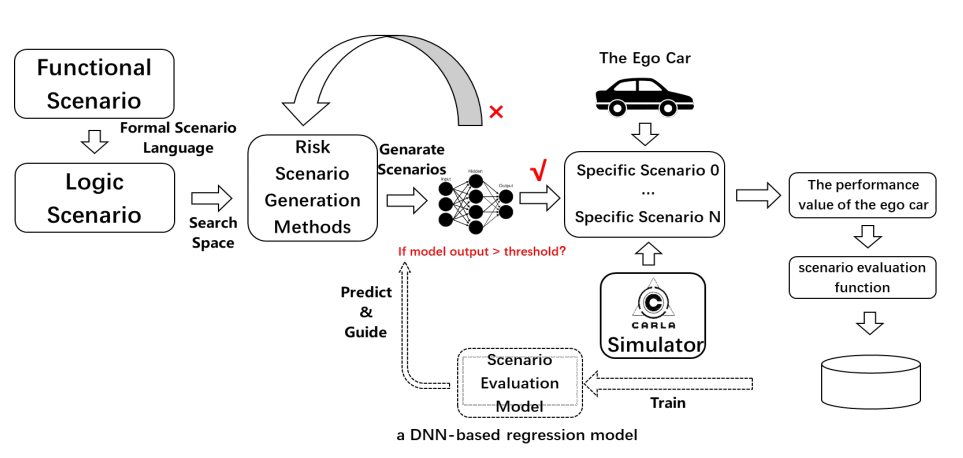 Functional
Scenario
Formal Scenario
Language
Logic
Scenario
Search
Space
Risk
Scenario
Generation
Methods
Genarate
Scenarios
×
Input
Hidden
Output
√
If model output > threshold?
The Ego Car
Specific Scenario 0
...
Specific Scenario N
CARLA
Simulator
The performance
value of the ego car
scenario evaluation
function
Predict
&
Guide
Scenario
Evaluation
Model
Train
a DNN-based regression model